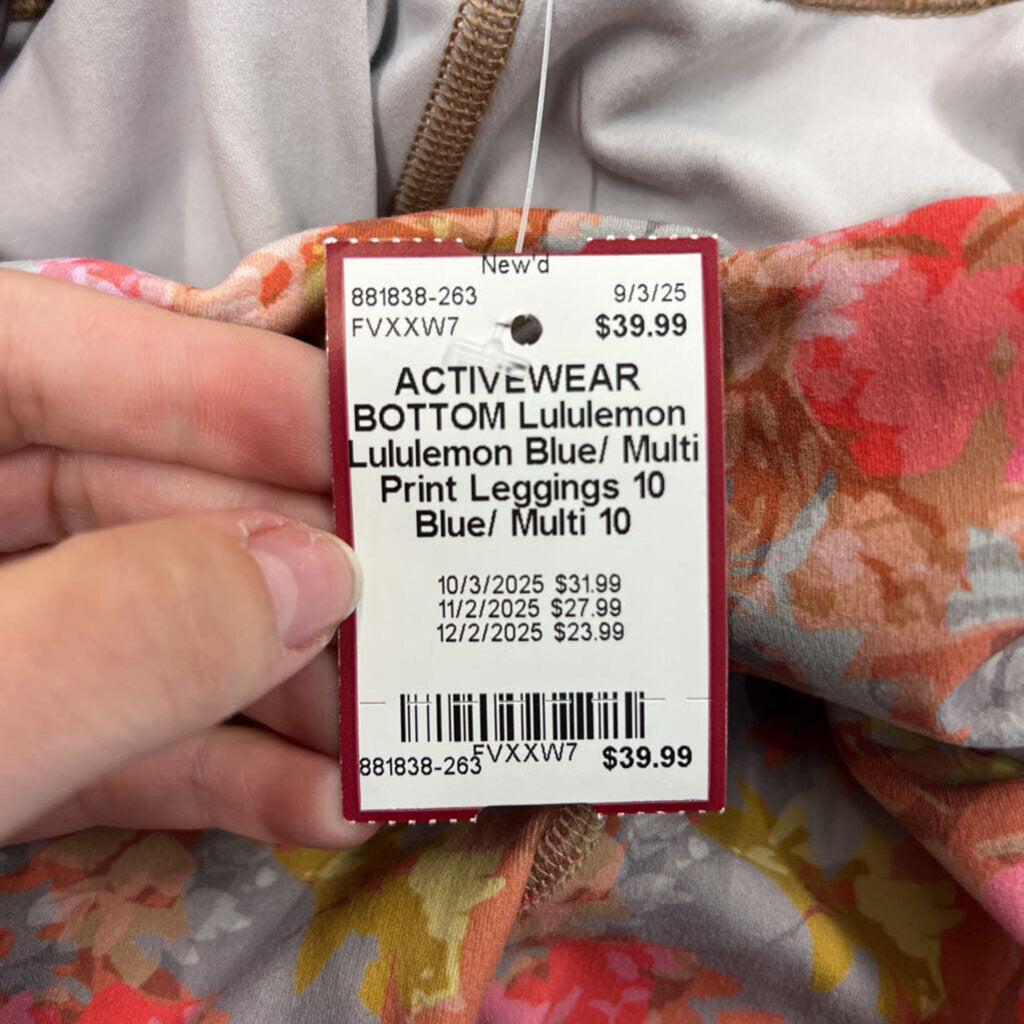 New'd
881838-263 9/3/25
FVXXW7 $39.99
ACTIVEWEAR
BOTTOM Lululemon
Lululemon Blue/ Multi
Print Leggings 10
Blue/ Multi 10
10/3/2025 $31.99
11/2/2025 $27.99
12/2/2025 $23.99
881838-263 FVXXW7 $39.99